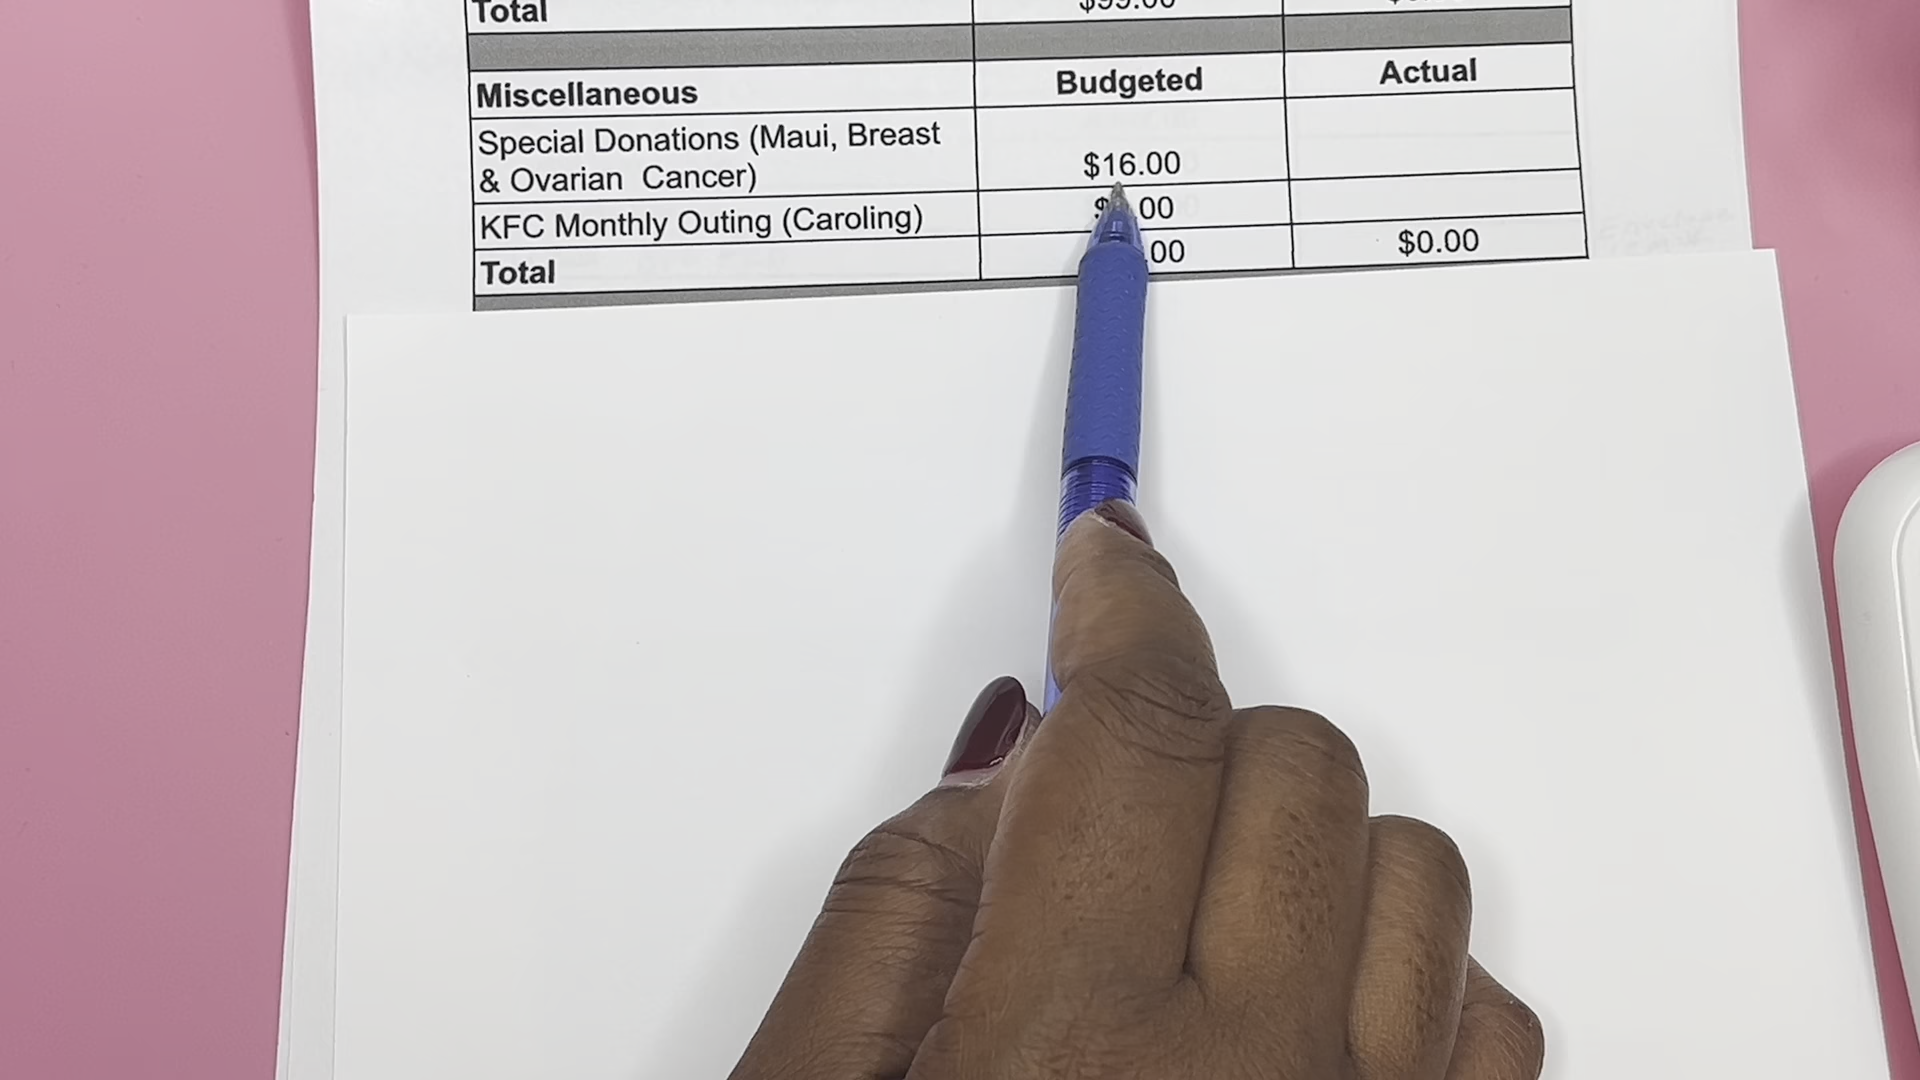 Total
Miscellaneous Budgeted Actual
Special Donations (Maui, Breast
& Ovarian Cancer) $16.00
KFC Monthly Outing (Caroling)
Total $0.00